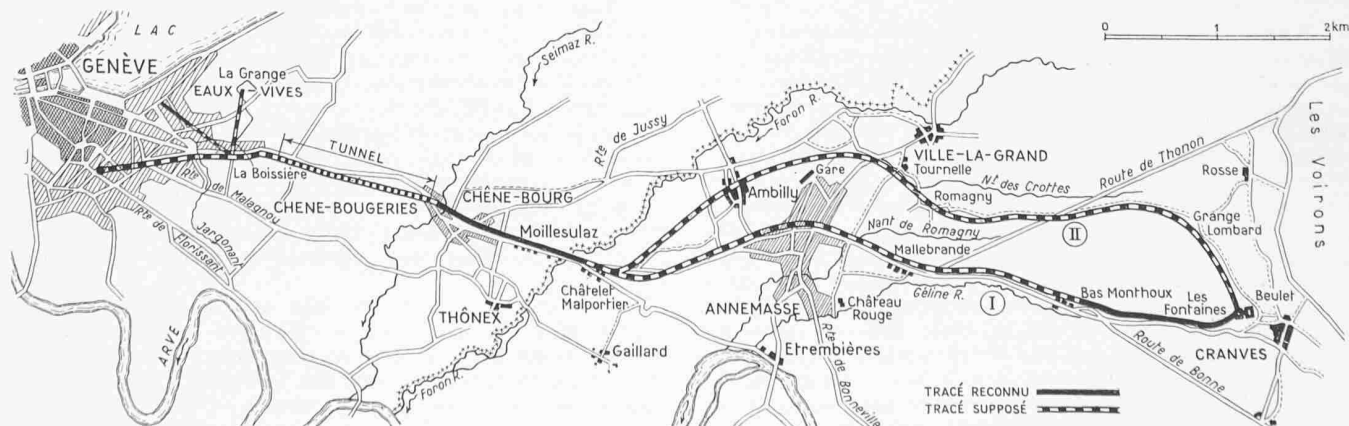 LAC
GENÈVE
La Grange
EAUX-VIVES
TUNNEL
La Boissière
Rte de Malagnou
Rte de Florissant
Jargonant
ARVE
CHÊNE-BOUGERIES
Seimaz R.
CHÊNE-BOURG
Rte de Jussy
Moillesulaz
THÔNEX
Châtelet
Malportier
Gaillard
Foron R.
Foron R.
Ambilly
Gare
ANNEMASSE
Château
Rouge
Etrembières
Rte de Bonneville
VILLE-LA-GRAND
Tournelle
Nt. des Crottes
Romagny
Nant de Romagny
Mallebrande
Géline R.
I
II
Route de Thonon
Rosse
Grange
Lombard
Bas Monthoux
Les
Fontaines
Beulet
CRANVES
Route de Bonne
Les Voirons
0 1 2 km
TRACÉ RECONNU
TRACÉ SUPPOSÉ